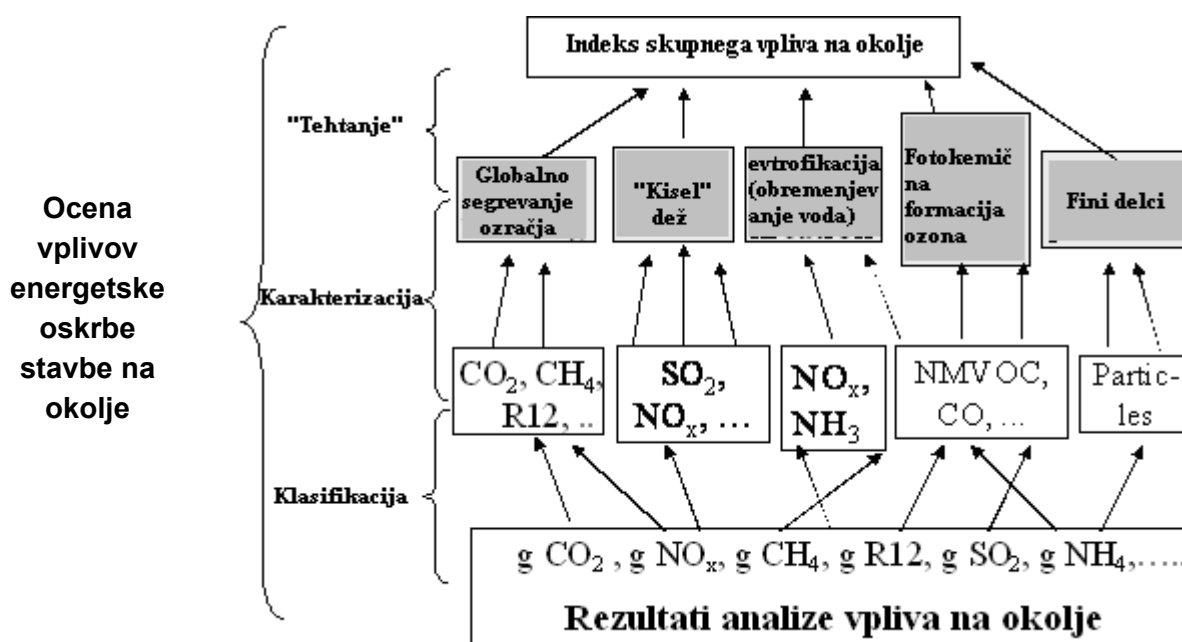 Indeks skupnega vpliva na okolje
"Tehtanje"
Globalno
segrevanje
ozračja
"Kisel"
dež
evtrofikacija
(obremenjev
anje voda)
Fotokemič
na
formacija
ozona
Fini delci
Ocena
vplivov
energetske
oskrbe
stavbe na
okolje
Karakterizacija
CO₂, CH₄,
R12, ..
SO₂,
NOₓ, ...
NOₓ,
NH₃
NMVOC,
CO, ...
Partic-
les
Klasifikacija
g CO₂ , g NOₓ, g CH₄, g R12, g SO₂, g NH₄,.....
Rezultati analize vpliva na okolje